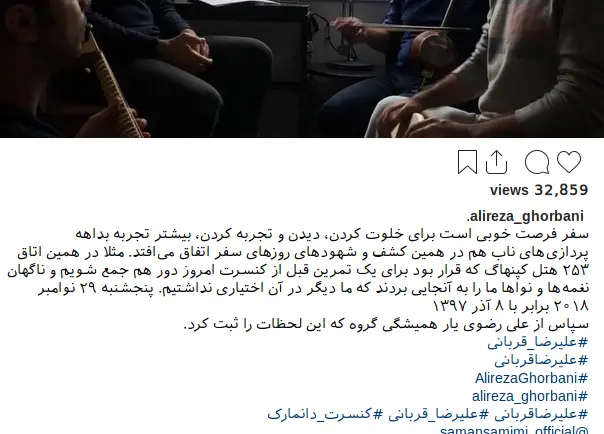 32,859 views
alireza_ghorbani.
سفر فرصت خوبی است برای خلوت کردن، دیدن و تجربه کردن، بیشتر تجربه بداهه
پردازی‌های ناب هم در همین کشف و شهودهای روزهای سفر اتفاق می‌افتد. مثلا در همین اتاق
۲۵۳ هتل کپنهاگ که قرار بود برای یک تمرین قبل از کنسرت امروز دور هم جمع شویم و ناگهان
نغمه‌ها و نواها ما را به آنجایی بردند که ما دیگر در آن اختیاری نداشتیم. پنجشنبه ۲۹ نوامبر
۲۰۱۸ برابر با ۸ آذر ۱۳۹۷
سپاس از علی رضوی یار همیشگی گروه که این لحظات را ثبت کرد.
#علیرضا_قربانی
#علیرضاقربانی
#AlirezaGhorbani
#alireza_ghorbani
#علیرضاقربانی #علیرضا_قربانی #کنسرت_دانمارک
@samansamimi_official